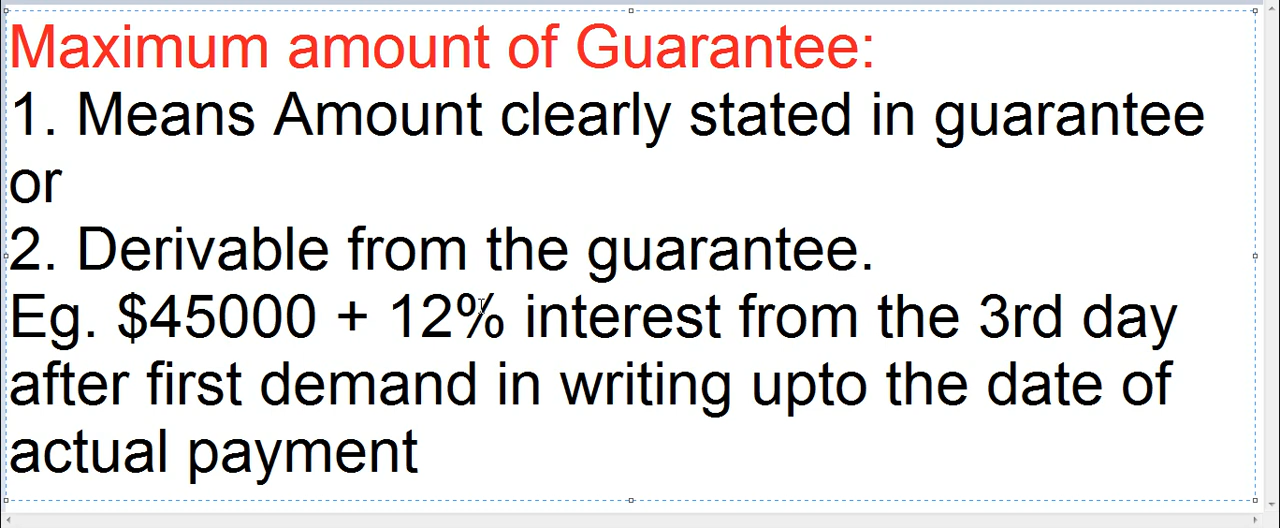 Maximum amount of Guarantee:
1. Means Amount clearly stated in guarantee
or
2. Derivable from the guarantee.
Eg. $45000 + 12% interest from the 3rd day
after first demand in writing upto the date of
actual payment